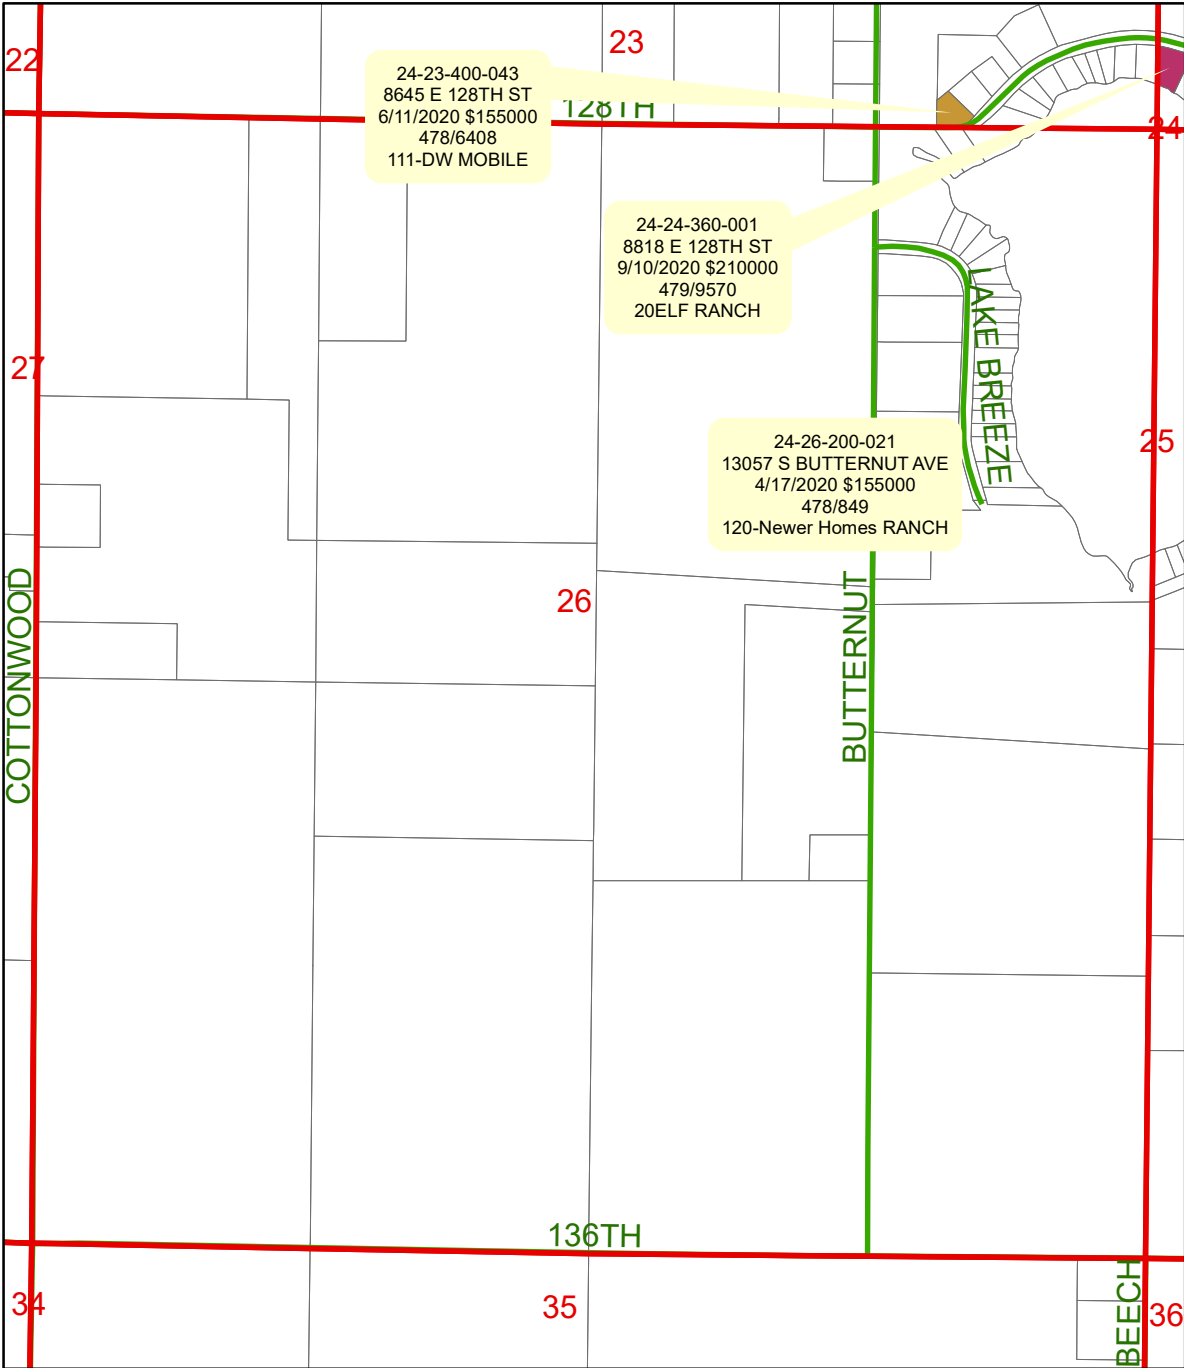 22
23
24-23-400-043
8645 E 128TH ST
6/11/2020 $155000
478/6408
111-DW MOBILE
128TH
24
24-24-360-001
8818 E 128TH ST
9/10/2020 $210000
479/9570
20ELF RANCH
LAKE BREEZE
27
25
24-26-200-021
13057 S BUTTERNUT AVE
4/17/2020 $155000
478/849
120-Newer Homes RANCH
COTTONWOOD
26
BUTTERNUT
136TH
34
35
BEECH
36